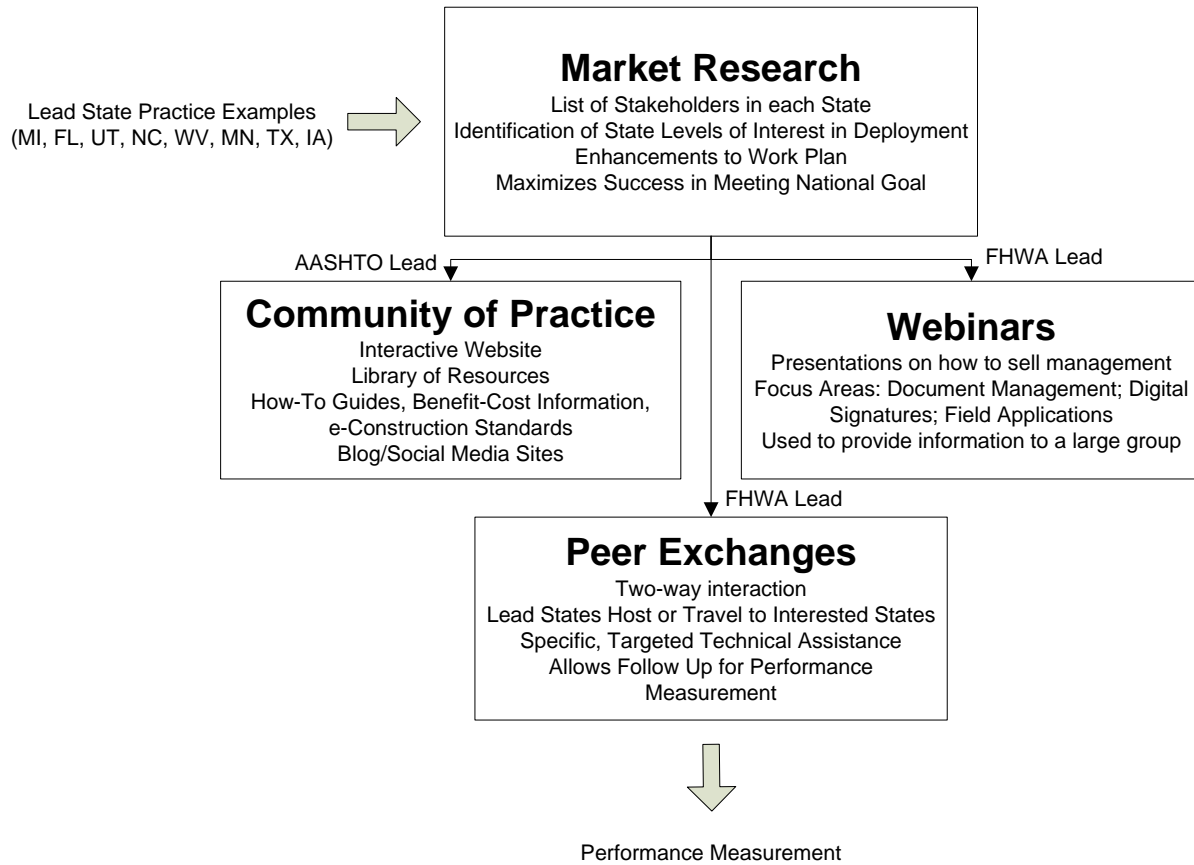 Market Research
List of Stakeholders in each State
Identification of State Levels of Interest in Deployment
Enhancements to Work Plan
Maximizes Success in Meeting National Goal
Lead State Practice Examples
(MI, FL, UT, NC, WV, MN, TX, IA)
AASHTO Lead
FHWA Lead
Community of Practice
Interactive Website
Library of Resources
How-To Guides, Benefit-Cost Information,
e-Construction Standards
Blog/Social Media Sites
Webinars
Presentations on how to sell management
Focus Areas: Document Management; Digital
Signatures; Field Applications
Used to provide information to a large group
FHWA Lead
Peer Exchanges
Two-way interaction
Lead States Host or Travel to Interested States
Specific, Targeted Technical Assistance
Allows Follow Up for Performance
Measurement
Performance Measurement